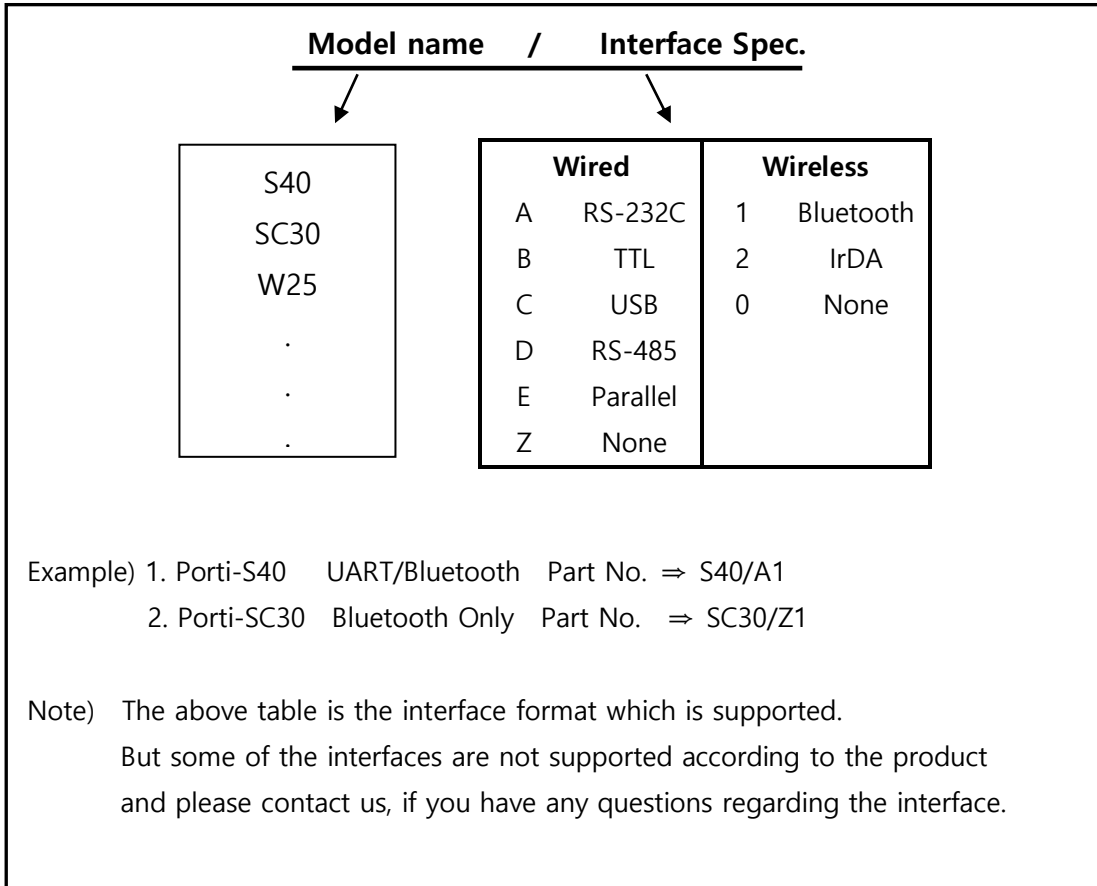 Model name / Interface Spec.
S40
SC30
W25
.
.
.
Wired Wireless
A RS-232C 1 Bluetooth
B TTL 2 IrDA
C USB 0 None
D RS-485
E Parallel
Z None
Example) 1. Porti-S40 UART/Bluetooth Part No. ⇒ S40/A1
2. Porti-SC30 Bluetooth Only Part No. ⇒ SC30/Z1
Note) The above table is the interface format which is supported.
But some of the interfaces are not supported according to the product
and please contact us, if you have any questions regarding the interface.